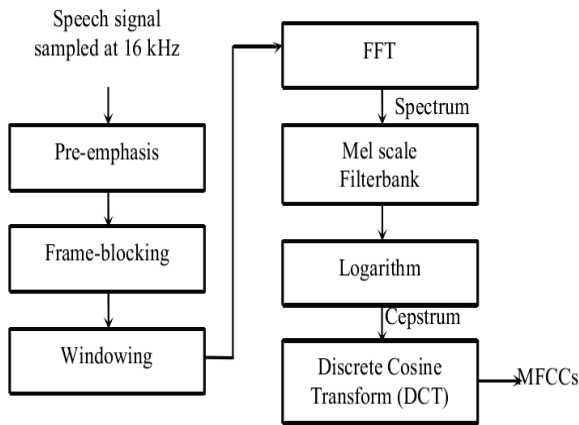 Speech signal
sampled at 16 kHz
Pre-emphasis
Frame-blocking
Windowing
FFT
Spectrum
Mel scale
Filterbank
Logarithm
Cepstrum
Discrete Cosine
Transform (DCT)
MFCCs